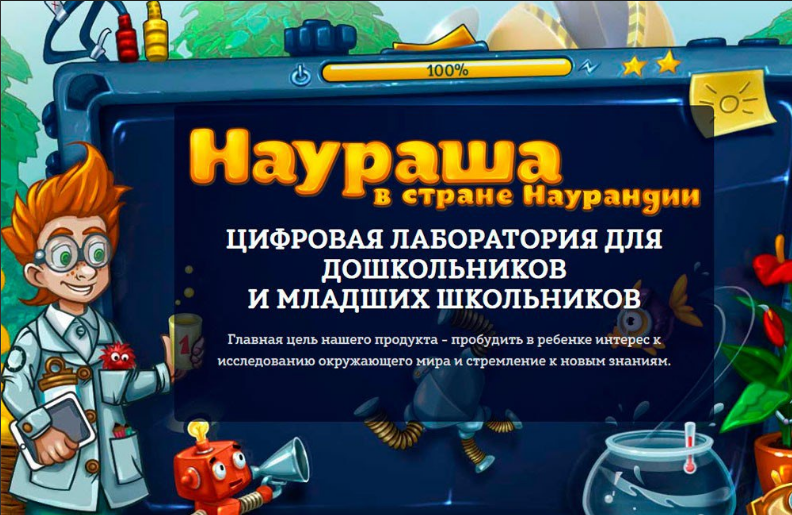 100%
Наураша
в стране Наурандии
ЦИФРОВАЯ ЛАБОРАТОРИЯ ДЛЯ
ДОШКОЛЬНИКОВ
И МЛАДШИХ ШКОЛЬНИКОВ
Главная цель нашего продукта - пробудить в ребенке интерес к
исследованию окружающего мира и стремление к новым знаниям.
1